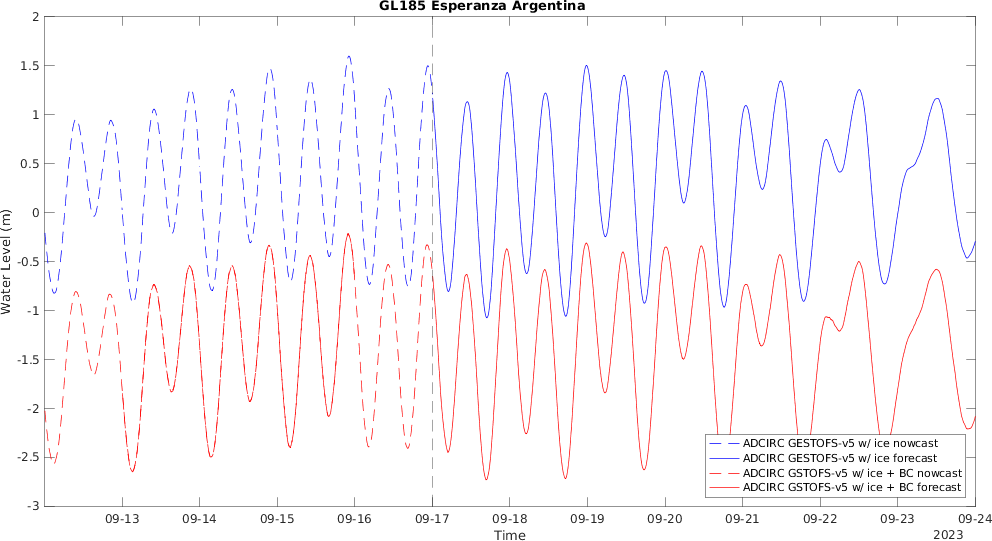 GL185 Esperanza Argentina
2
1.5
1
0.5
0
-0.5
-1
-1.5
-2
-2.5
-3
Water Level (m)
ADCIRC GESTOFS-v5 w/ ice nowcast
ADCIRC GESTOFS-v5 w/ ice forecast
ADCIRC GSTOFS-v5 w/ ice + BC nowcast
ADCIRC GSTOFS-v5 w/ ice + BC forecast
09-13 09-14 09-15 09-16 09-17 09-18 09-19 09-20 09-21 09-22 09-23 09-24
Time
2023